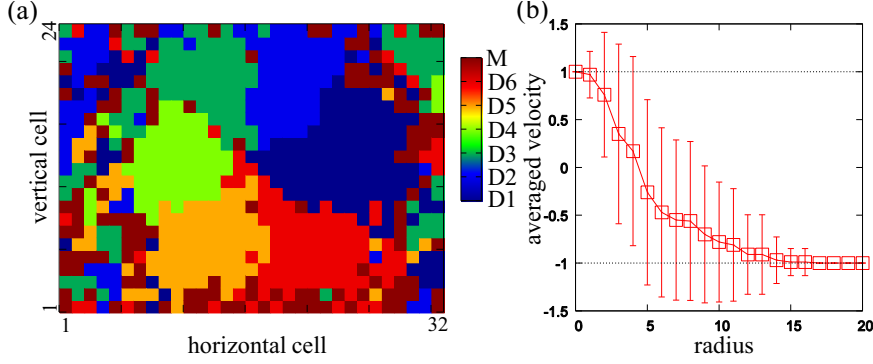 (a)
24
vertical cell
1
1
32
horizontal cell
M
D6
D5
D4
D3
D2
D1
(b)
averaged velocity
1.5
1
0.5
0
-0.5
-1
-1.5
0
5
10
15
20
radius